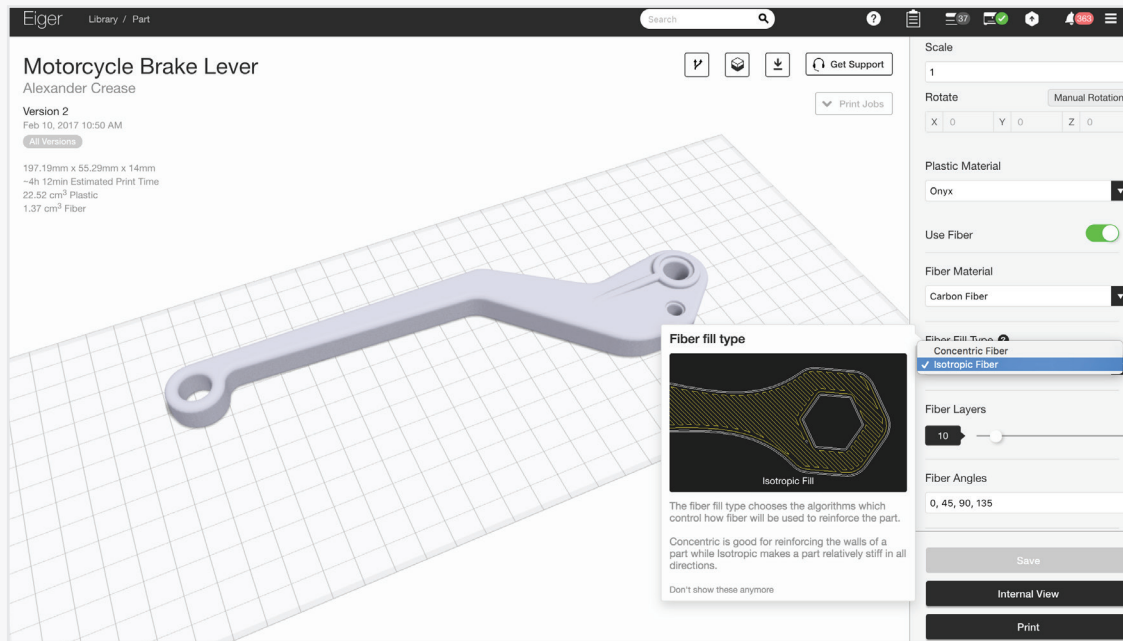 Eiger Library / Part Search ? 37 363
Motorcycle Brake Lever
Alexander Crease
Version 2
Feb 10, 2017 10:50 AM
All Versions
197.19mm x 55.29mm x 14mm
~4h 12min Estimated Print Time
22.52 cm³ Plastic
1.37 cm³ Fiber
Get Support
Print Jobs
Fiber fill type
Isotropic Fill
The fiber fill type chooses the algorithms which
control how fiber will be used to reinforce the part.
Concentric is good for reinforcing the walls of a
part while Isotropic makes a part relatively stiff in all
directions.
Don't show these anymore
Scale
1
Rotate Manual Rotation
X 0 Y 0 Z 0
Plastic Material
Onyx
Use Fiber
Fiber Material
Carbon Fiber
Fiber Fill Type ?
Concentric Fiber
✓ Isotropic Fiber
Fiber Layers
10
Fiber Angles
0, 45, 90, 135
Save
Internal View
Print